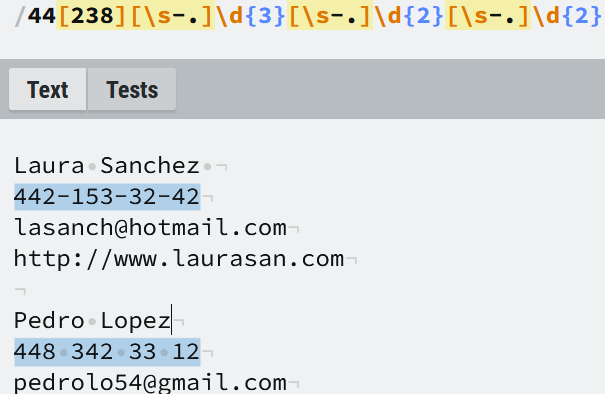 /44[238][\s-.]\d{3}[\s-.]\d{2}[\s-.]\d{2}
Text Tests
Laura Sanchez
442-153-32-42
lasanch@hotmail.com
http://www.laurasan.com
Pedro Lopez
448 342 33 12
pedrolo54@gmail.com